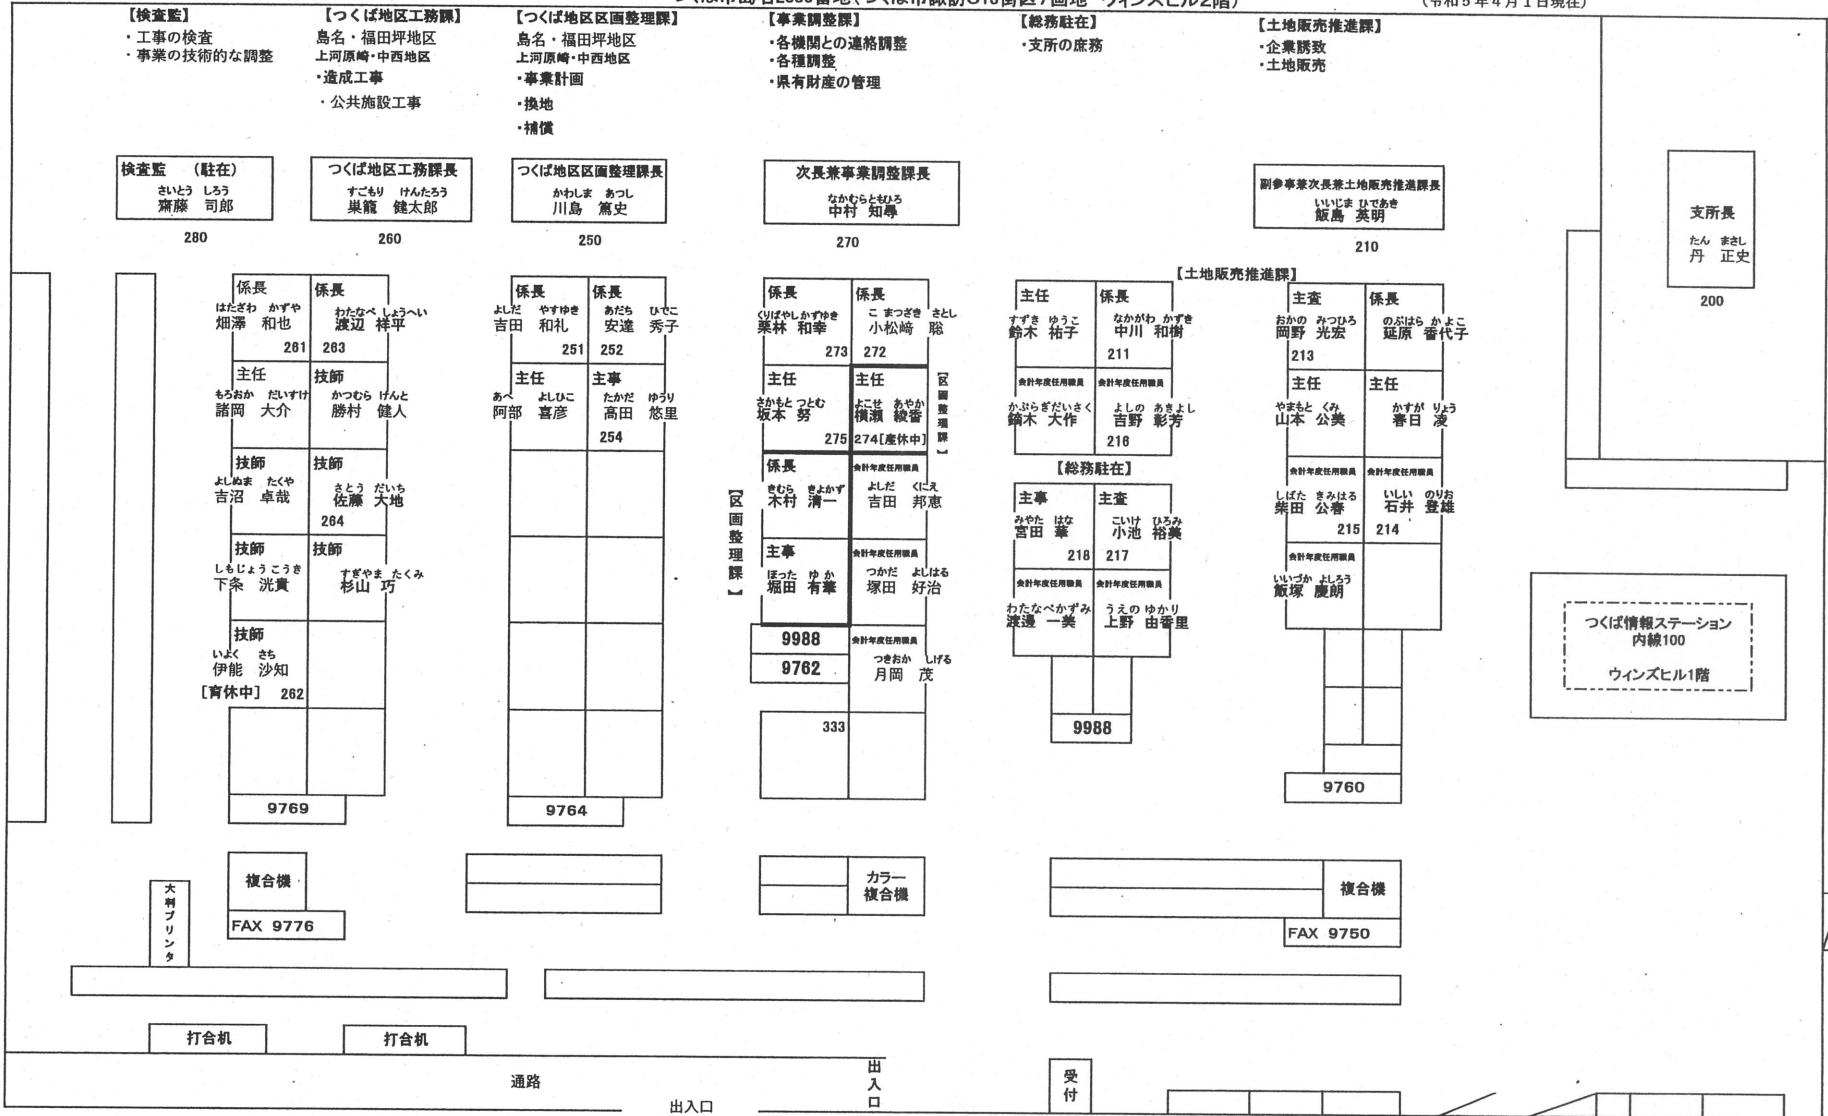 (令和5年4月1日現在)
【検査監】
・工事の検査
・事業の技術的な調整
【つくば地区工務課】
島名・福田坪地区
上河原崎・中西地区
・造成工事
・公共施設工事
【つくば地区区画整理課】
島名・福田坪地区
上河原崎・中西地区
・事業計画
・換地
・補償
【事業調整課】
・各機関との連絡調整
・各種調整
・県有財産の管理
【総務駐在】
・支所の庶務
【土地販売推進課】
・企業誘致
・土地販売
検査監 (駐在)
さいとう しろう
齋藤 司郎
280
つくば地区工務課長
すごもり けんたろう
巣籠 健太郎
260
つくば地区区画整理課長
かわしま あつし
川島 篤史
250
次長兼事業調整課長
なかむらともひろ
中村 知尋
270
副参事兼次長兼土地販売推進課長
いいじま ひであき
飯島 英明
210
支所長
たん まさし
丹 正史
200
係長
はたざわ かずや
畑澤 和也
261
係長
わたなべ しょうへい
渡辺 祥平
263
主任
もろおか だいすけ
諸岡 大介
技師
かつむら げんと
勝村 健人
技師
よしぬま たくや
吉沼 卓哉
技師
さとう だいち
佐藤 大地
264
技師
しもじょう こうき
下条 洸貴
技師
すぎやま たくみ
杉山 巧
技師
いよく さち
伊能 沙知
[育休中] 262
9769
係長
よしだ やすゆき
吉田 和礼
251
係長
あだち ひでこ
安達 秀子
252
主任
あべ よしひこ
阿部 喜彦
主事
たかだ ゆうり
高田 悠里
254
9764
係長
くりばやし かずゆき
栗林 和幸
273
係長
こまつざき さとし
小松﨑 聡
272
主任
さかもと つとむ
坂本 努
275
主任
よこせ あやか
横瀬 綾香
274[産休中]
【区画整理課】
【区画整理課】
係長
きむら きよかず
木村 清一
会計年度任用職員
よしだ くにえ
吉田 邦恵
主事
ほった ゆか
堀田 有華
会計年度任用職員
つかだ よしはる
塚田 好治
9988
9762
会計年度任用職員
つきおか しげる
月岡 茂
333
【土地販売推進課】
主任
すずき ゆうこ
鈴木 祐子
係長
なかがわ かずき
中川 和樹
211
会計年度任用職員
かぶらぎだいさく
鏑木 大作
会計年度任用職員
よしの あきよし
吉野 彰芳
216
【総務駐在】
主事
みやた はな
宮田 華
218
主査
こいけ ひろみ
小池 裕美
217
会計年度任用職員
わたなべかずみ
渡邊 一美
会計年度任用職員
うえの ゆかり
上野 由香里
9988
主査
おかの みつひろ
岡野 光宏
213
係長
のぶはら かよこ
延原 香代子
主任
やまもと くみ
山本 公美
主任
かすが りょう
春日 凌
会計年度任用職員
しばた きみはる
柴田 公春
215
会計年度任用職員
いしい のりお
石井 登雄
214
会計年度任用職員
いいづか よしろう
飯塚 慶朗
9760
つくば情報ステーション
内線100
ウィンズヒル1階
大判プリンタ
複合機
FAX 9776
カラー
複合機
複合機
FAX 9750
打合机
打合机
通路
出入口
出入口
受付